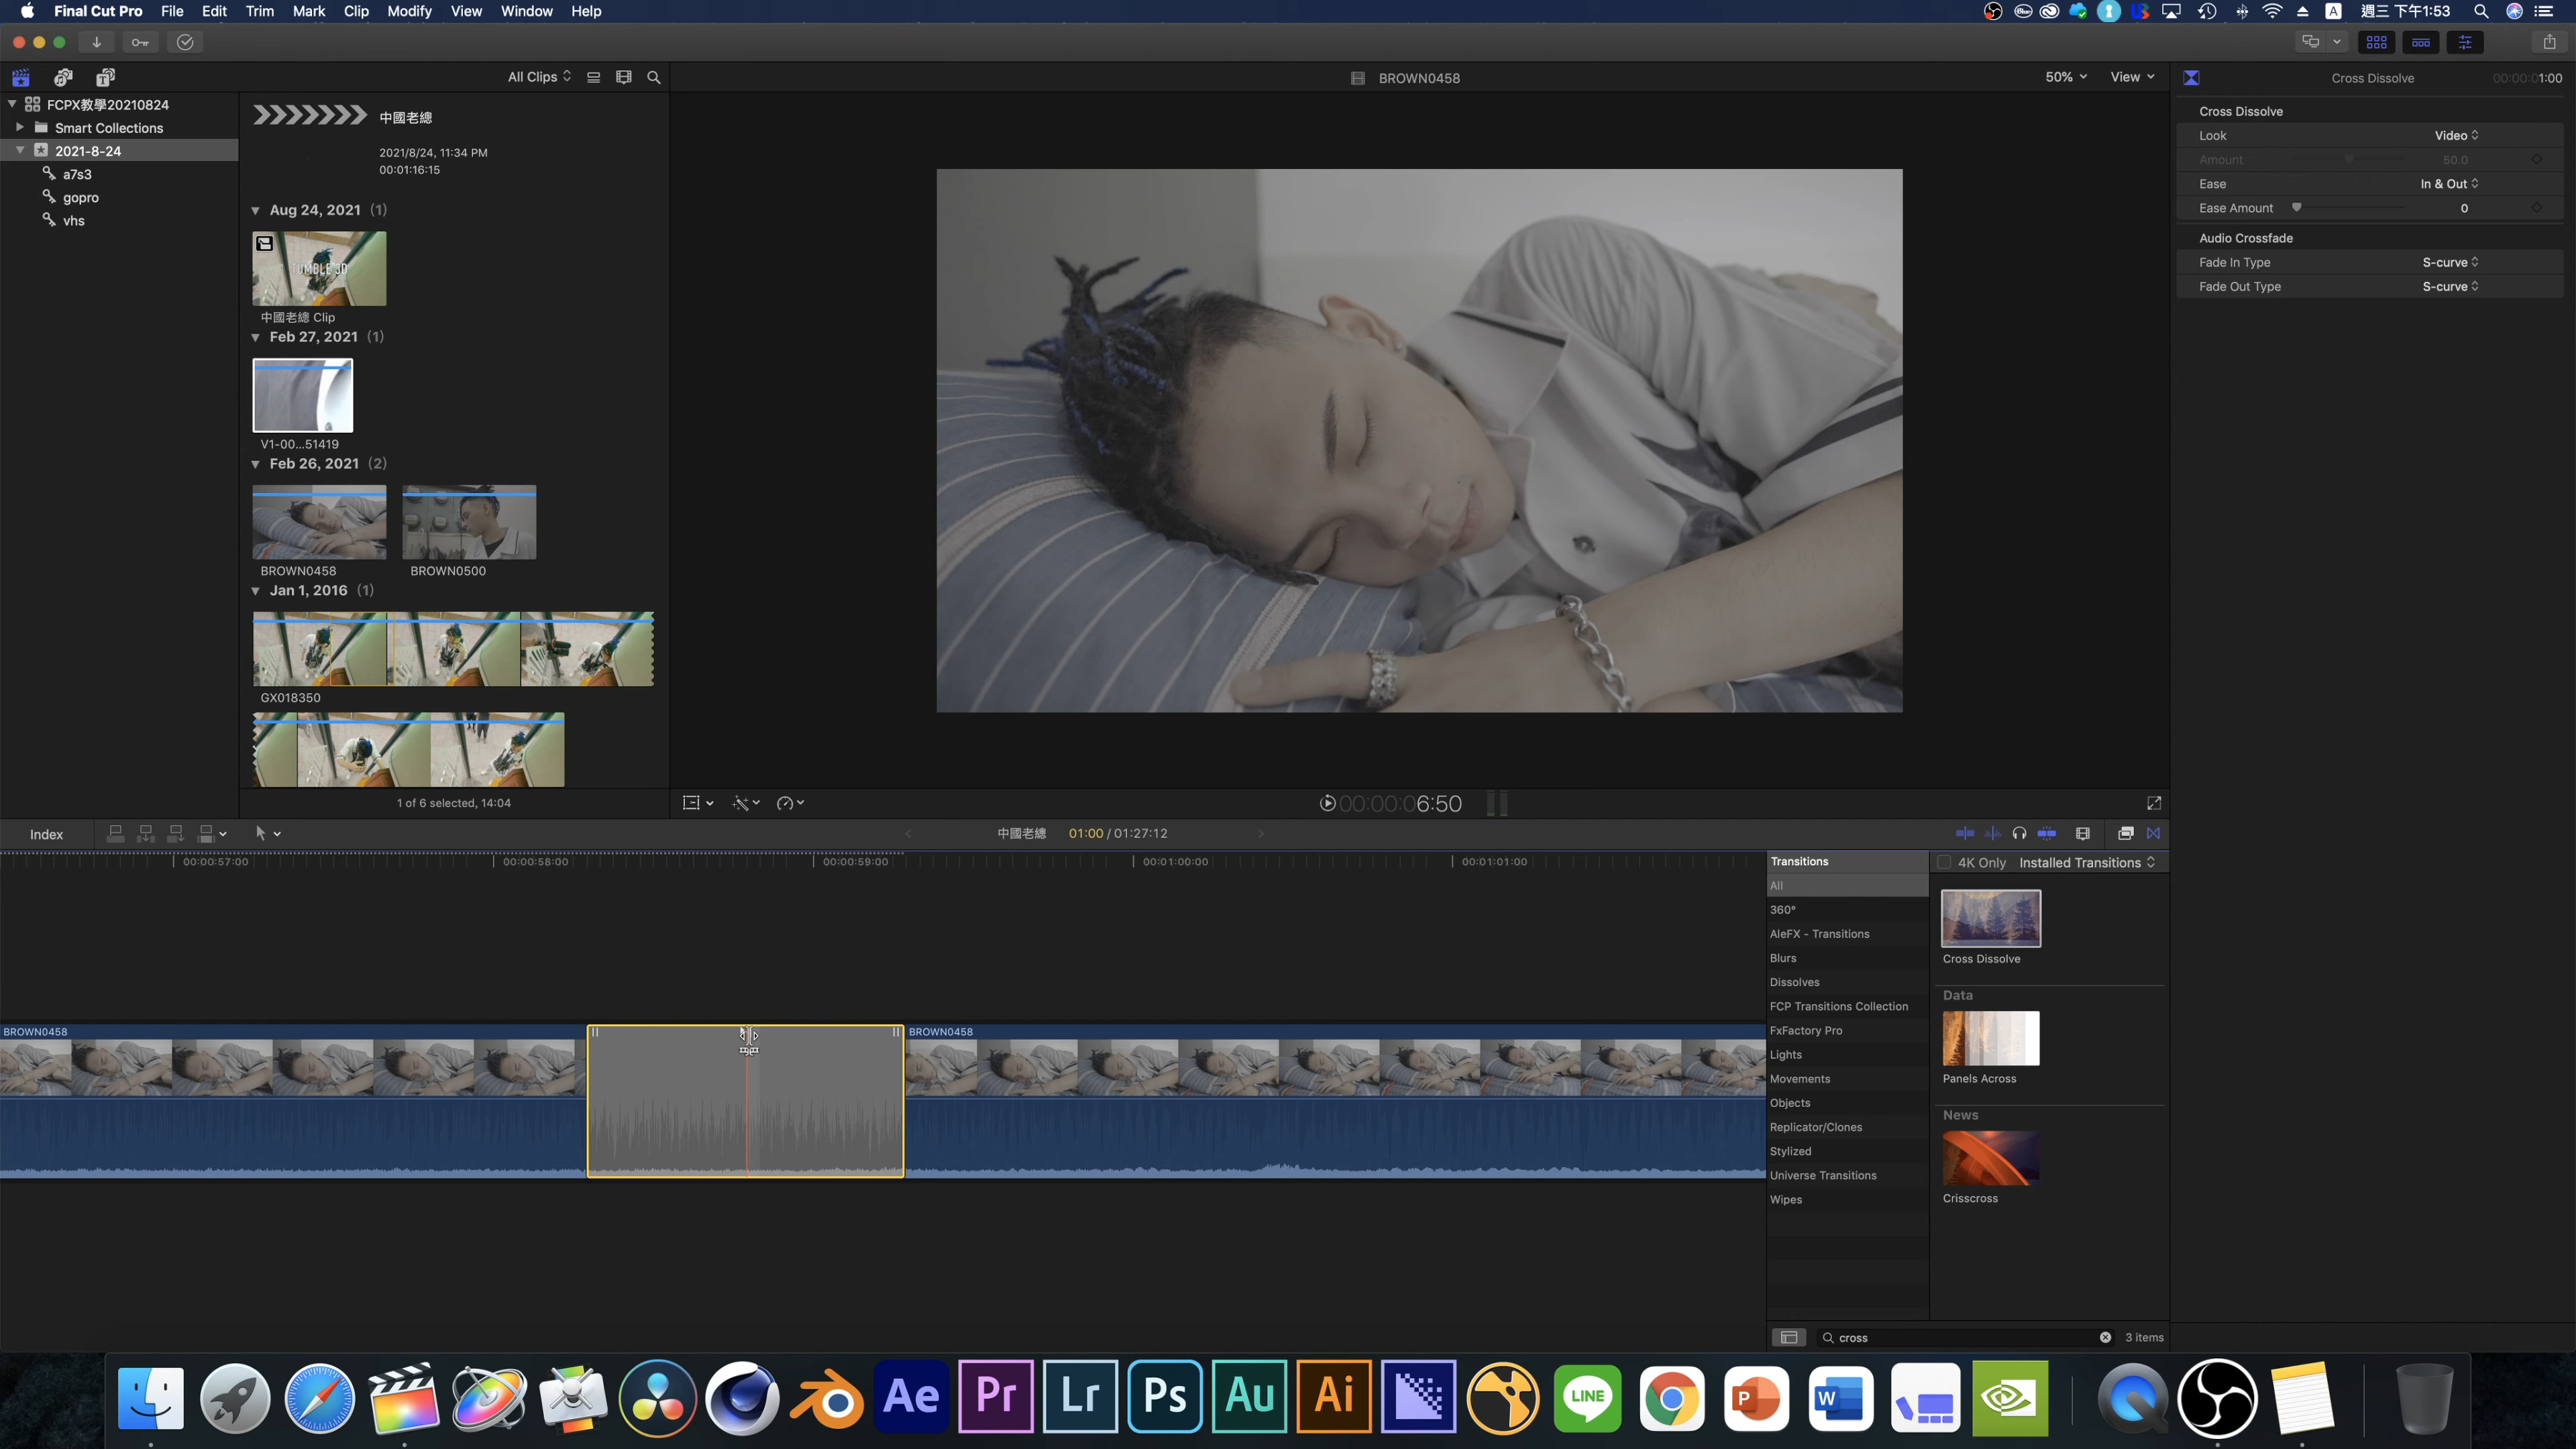 Final Cut Pro File Edit Trim Mark Clip Modify View Window Help
A 週三 下午1:53
All Clips
BROWN0458
50% View
Cross Dissolve 00:00:01:00
FCPX教學20210824
Smart Collections
2021-8-24
a7s3
gopro
vhs
中國老總
2021/8/24, 11:34 PM
00:01:16:15
Aug 24, 2021 (1)
TUMBLE 3D
中國老總 Clip
Feb 27, 2021 (1)
V1-00...51419
Feb 26, 2021 (2)
BROWN0458 BROWN0500
Jan 1, 2016 (1)
GX018350
1 of 6 selected, 14:04
00:00:06:50
Cross Dissolve
Look Video
Amount 50.0
Ease In & Out
Ease Amount 0
Audio Crossfade
Fade In Type S-curve
Fade Out Type S-curve
Index
中國老總 01:00 / 01:27:12
00:00:57:00 00:00:58:00 00:00:59:00 00:01:00:00 00:01:01:00
BROWN0458 BROWN0458
Transitions
All
360°
AleFX - Transitions
Blurs
Dissolves
FCP Transitions Collection
FxFactory Pro
Lights
Movements
Objects
Replicator/Clones
Stylized
Universe Transitions
Wipes
4K Only Installed Transitions
Cross Dissolve
Data
Panels Across
News
Crisscross
cross 3 items
Ae Pr Lr Ps Au Ai LINE P W